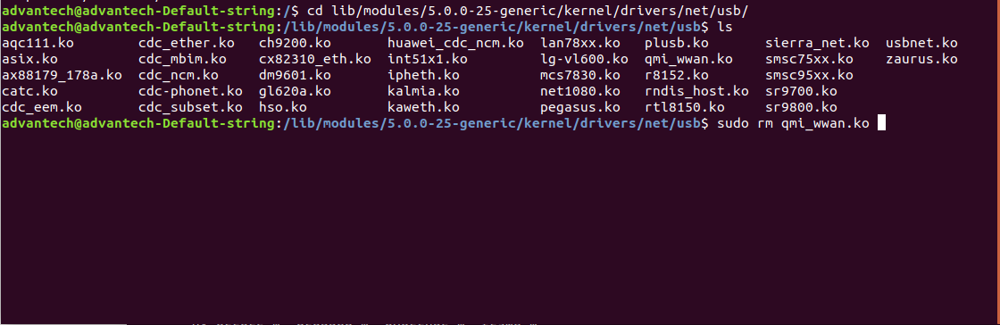 advantech@advantech-Default-string:/$ cd lib/modules/5.0.0-25-generic/kernel/drivers/net/usb/
advantech@advantech-Default-string:/lib/modules/5.0.0-25-generic/kernel/drivers/net/usb$ ls
aqc111.ko cdc_ether.ko ch9200.ko huawei_cdc_ncm.ko lan78xx.ko plusb.ko sierra_net.ko usbnet.ko
asix.ko cdc_mbim.ko cx82310_eth.ko int51x1.ko lg-vl600.ko qmi_wwan.ko smsc75xx.ko zaurus.ko
ax88179_178a.ko cdc_ncm.ko dm9601.ko ipheth.ko mcs7830.ko r8152.ko smsc95xx.ko
catc.ko cdc-phonet.ko gl620a.ko kalmia.ko net1080.ko rndis_host.ko sr9700.ko
cdc_eem.ko cdc_subset.ko hso.ko kaweth.ko pegasus.ko rtl8150.ko sr9800.ko
advantech@advantech-Default-string:/lib/modules/5.0.0-25-generic/kernel/drivers/net/usb$ sudo rm qmi_wwan.ko